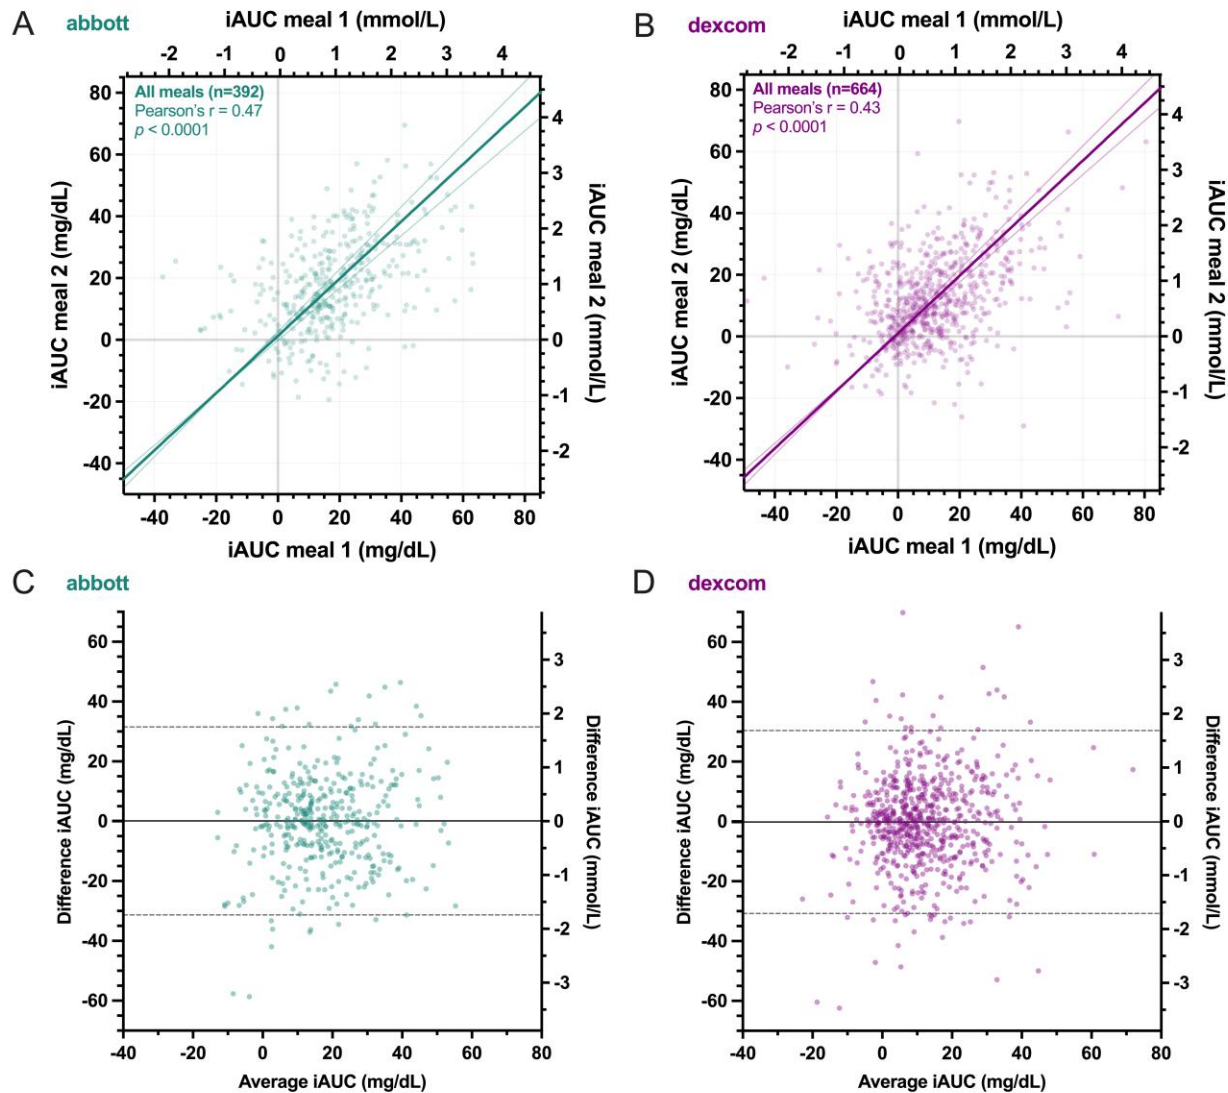 A
abbott
iAUC meal 1 (mmol/L)
-2 -1 0 1 2 3 4
All meals (n=392)
Pearson's r = 0.47
p < 0.0001
80
60
40
20
0
-20
-40
iAUC meal 2 (mg/dL)
4
3
2
1
0
-1
-2
iAUC meal 2 (mmol/L)
-40 -20 0 20 40 60 80
iAUC meal 1 (mg/dL)
B
dexcom
iAUC meal 1 (mmol/L)
-2 -1 0 1 2 3 4
All meals (n=664)
Pearson's r = 0.43
p < 0.0001
80
60
40
20
0
-20
-40
iAUC meal 2 (mg/dL)
4
3
2
1
0
-1
-2
iAUC meal 2 (mmol/L)
-40 -20 0 20 40 60 80
iAUC meal 1 (mg/dL)
C
abbott
60
40
20
0
-20
-40
-60
Difference iAUC (mg/dL)
3
2
1
0
-1
-2
-3
Difference iAUC (mmol/L)
-40 -20 0 20 40 60 80
Average iAUC (mg/dL)
D
dexcom
60
40
20
0
-20
-40
-60
Difference iAUC (mg/dL)
3
2
1
0
-1
-2
-3
Difference iAUC (mmol/L)
-40 -20 0 20 40 60 80
Average iAUC (mg/dL)